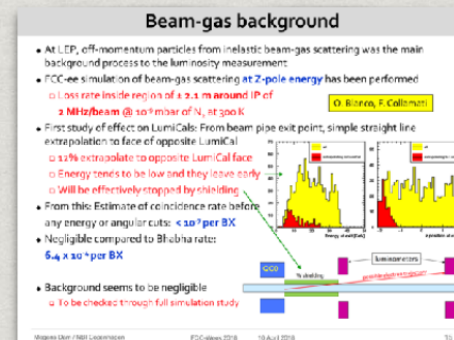 Beam-gas background
• At LEP, off-momentum particles from inelastic beam-gas scattering was the main
background process to the luminosity measurement
• FCC-ee simulation of beam-gas scattering at Z-pole energy has been performed
Loss rate inside region of ± 2.1 m around IP of
2 MHz/beam @ 10⁻⁹ mbar of N₂ at 300 K
O. Blanco, F. Collamati
• First study of effect on LumiCals: From beam pipe exit point, simple straight line
extrapolation to face of opposite LumiCal
12% extrapolate to opposite LumiCal face
Energy tends to be low and they leave early
Will be effectively stopped by shielding
• From this: Estimate of coincidence rate before
any energy or angular cuts: per BX
• Negligible compared to Bhabha rate:
per BX
luminometers
QC0
shielding
• Background seems to be negligible
To be checked through full simulation study
FCC-Week 2018
10 April 2018